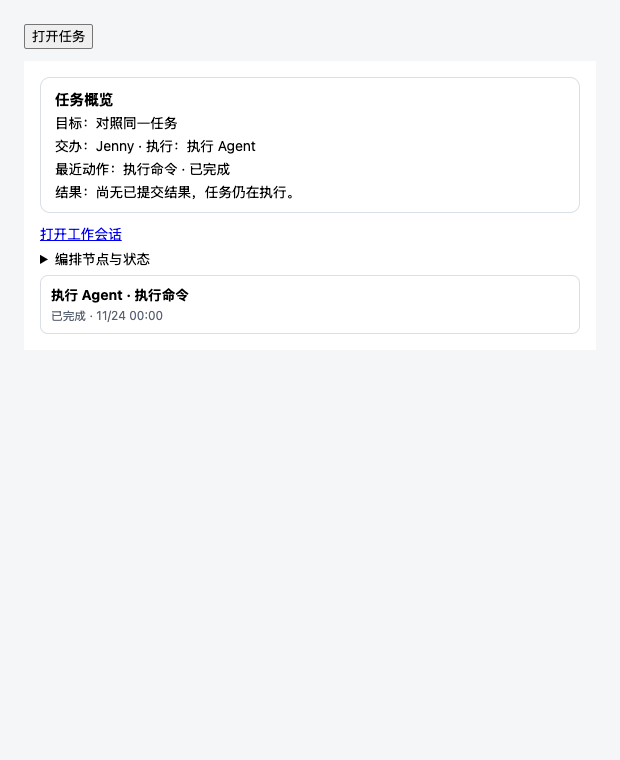 打开任务
任务概览
目标：对照同一任务
交办：Jenny · 执行：执行 Agent
最近动作：执行命令 · 已完成
结果：尚无已提交结果，任务仍在执行。
打开工作会话
▶ 编排节点与状态
执行 Agent · 执行命令
已完成 · 11/24 00:00